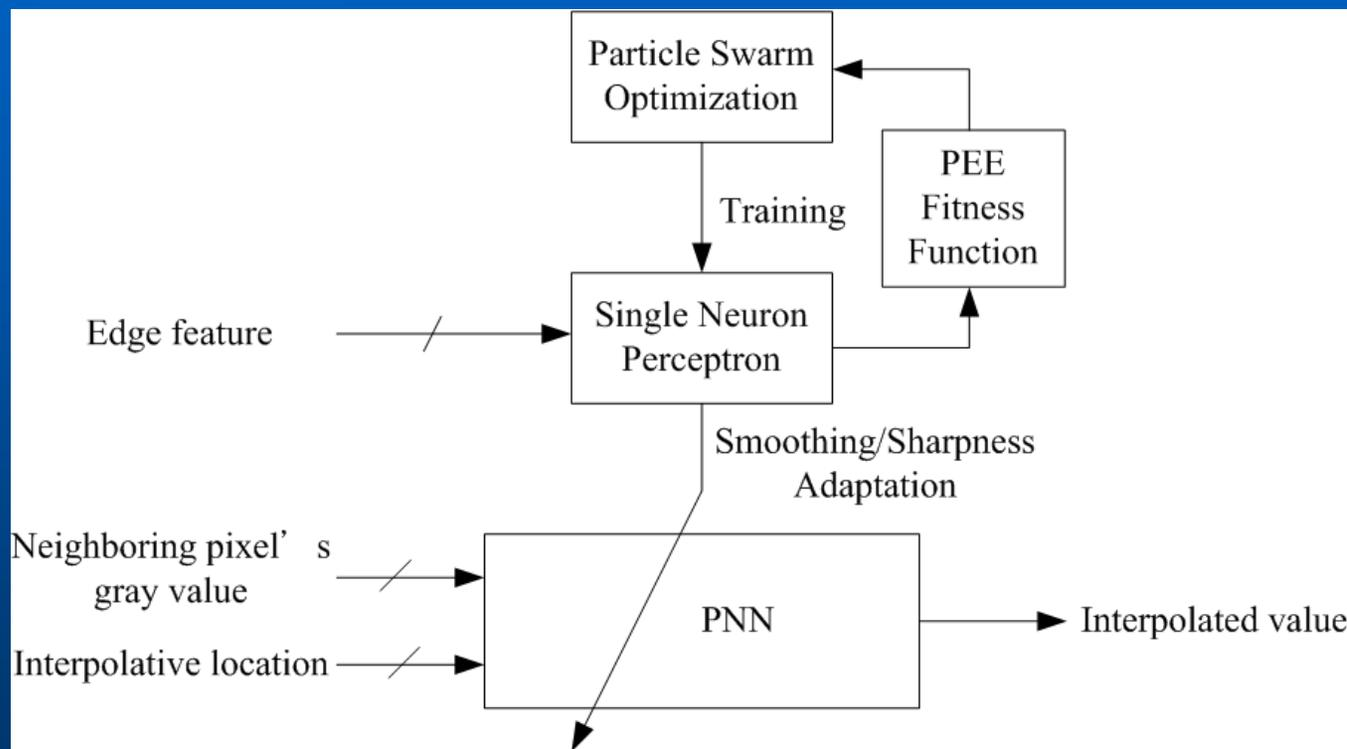 Particle Swarm
Optimization
PEE
Fitness
Function
Training
Single Neuron
Perceptron
Edge feature
Smoothing/Sharpness
Adaptation
Neighboring pixel’ s
gray value
PNN
Interpolated value
Interpolative location